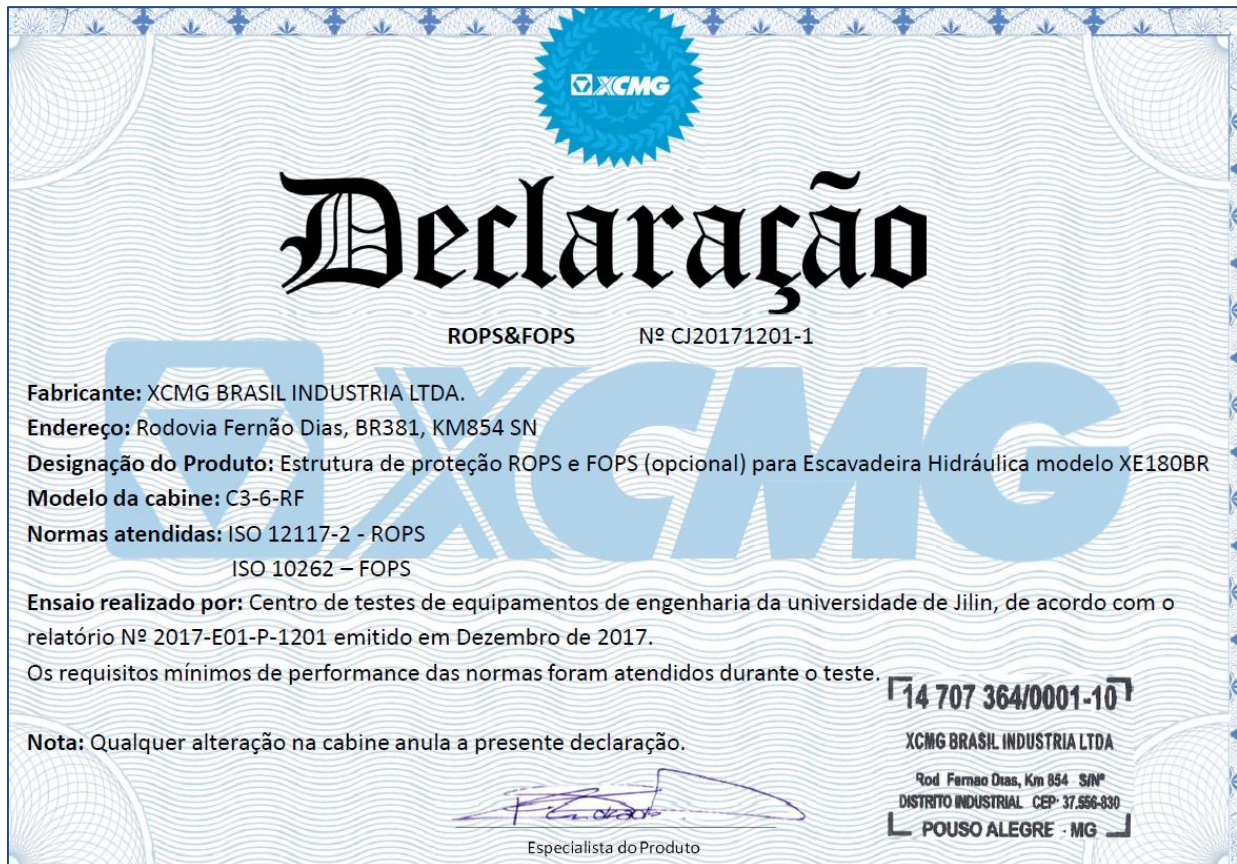 XCMG
Declaração
ROPS&FOPS Nº CJ20171201-1
XCMG
Fabricante: XCMG BRASIL INDUSTRIA LTDA.
Endereço: Rodovia Fernão Dias, BR381, KM854 SN
Designação do Produto: Estrutura de proteção ROPS e FOPS (opcional) para Escavadeira Hidráulica modelo XE180BR
Modelo da cabine: C3-6-RF
Normas atendidas: ISO 12117-2 - ROPS
ISO 10262 – FOPS
Ensaio realizado por: Centro de testes de equipamentos de engenharia da universidade de Jilin, de acordo com o
relatório Nº 2017-E01-P-1201 emitido em Dezembro de 2017.
Os requisitos mínimos de performance das normas foram atendidos durante o teste.
Nota: Qualquer alteração na cabine anula a presente declaração.
Especialista do Produto
14 707 364/0001-10
XCMG BRASIL INDUSTRIA LTDA
Rod Fernao Dias, Km 854 S/Nº
DISTRITO INDUSTRIAL CEP: 37.556-830
POUSO ALEGRE - MG